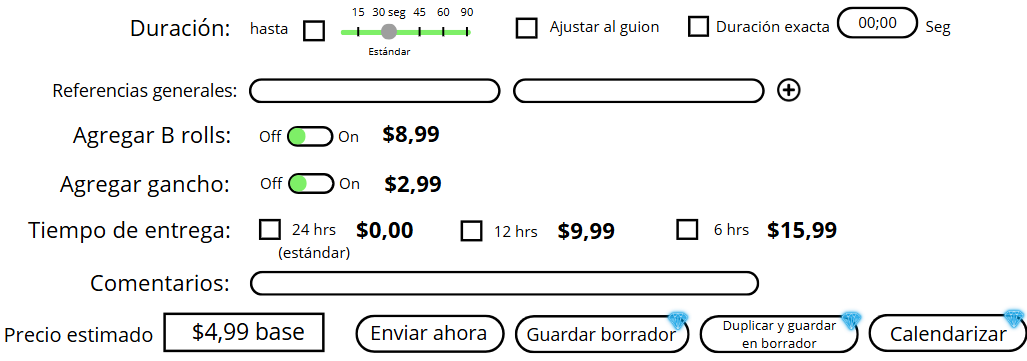 Duración: hasta 15 30 seg 45 60 90 Ajustar al guion Duración exacta 00;00 Seg
Estándar
Referencias generales:
Agregar B rolls: Off On $8,99
Agregar gancho: Off On $2,99
Tiempo de entrega: 24 hrs $0,00 12 hrs $9,99 6 hrs $15,99
(estándar)
Comentarios:
Precio estimado $4,99 base Enviar ahora Guardar borrador Duplicar y guardar en borrador Calendarizar